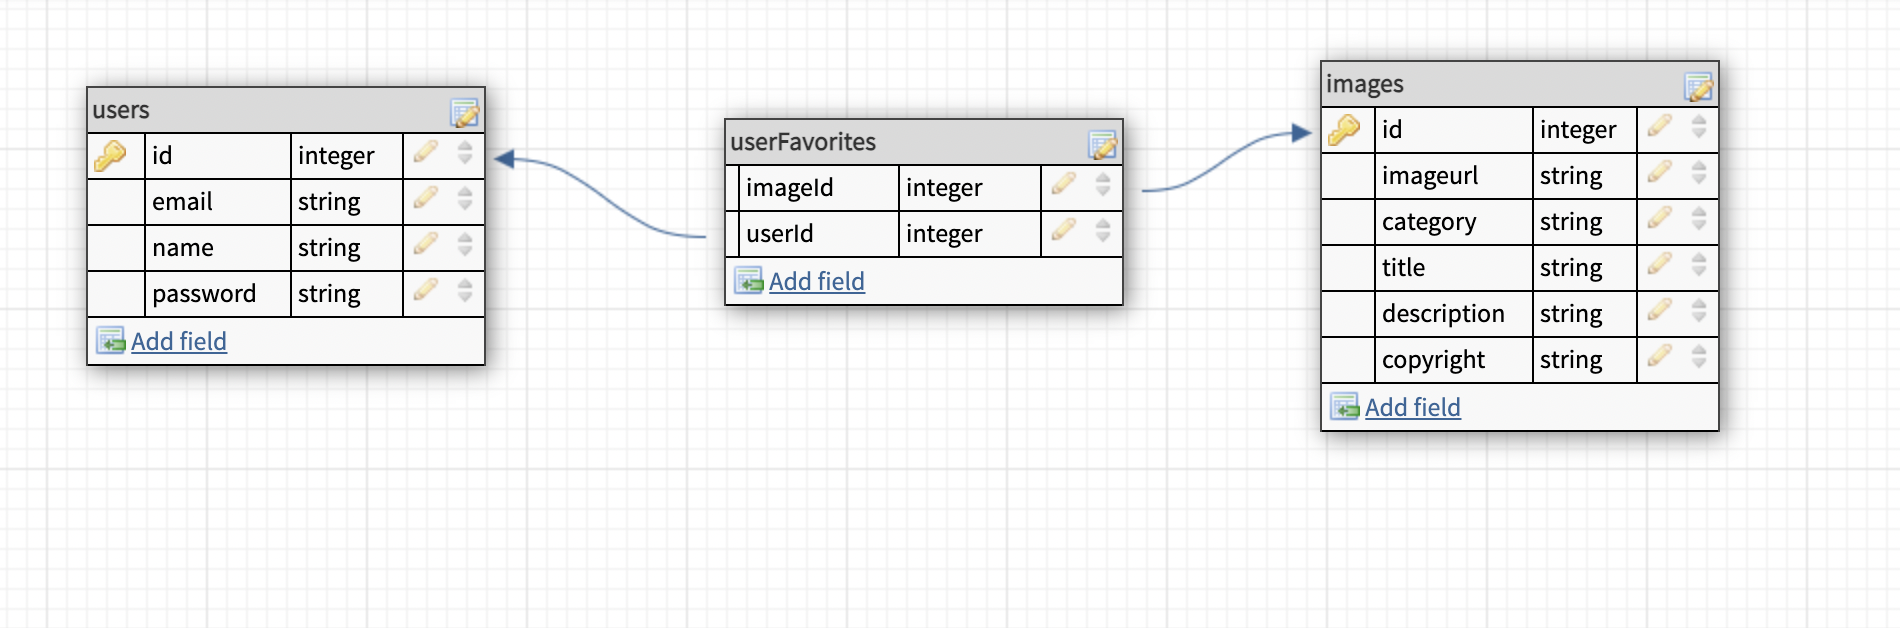 users
id integer
email string
name string
password string
Add field
userFavorites
imageId integer
userId integer
Add field
images
id integer
imageurl string
category string
title string
description string
copyright string
Add field